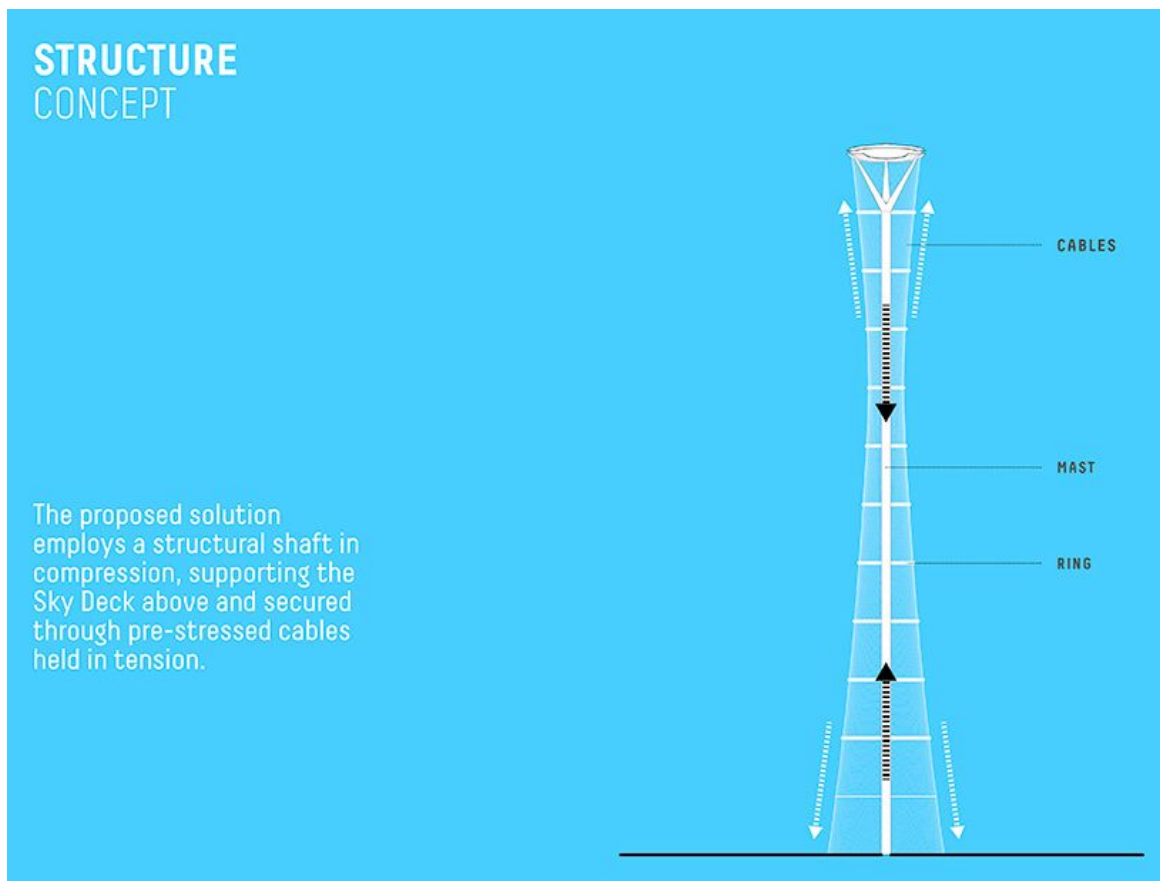 STRUCTURE
CONCEPT
CABLES
MAST
RING
The proposed solution
employs a structural shaft in
compression, supporting the
Sky Deck above and secured
through pre-stressed cables
held in tension.